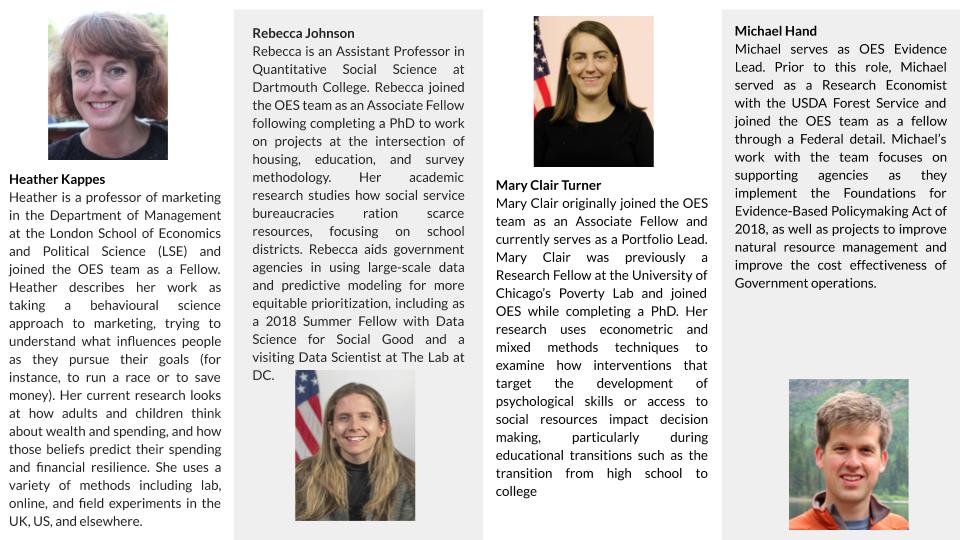 Heather Kappes
Heather is a professor of marketing
in the Department of Management
at the London School of Economics
and Political Science (LSE) and
joined the OES team as a Fellow.
Heather describes her work as
taking a behavioural science
approach to marketing, trying to
understand what influences people
as they pursue their goals (for
instance, to run a race or to save
money). Her current research looks
at how adults and children think
about wealth and spending, and how
those beliefs predict their spending
and financial resilience. She uses a
variety of methods including lab,
online, and field experiments in the
UK, US, and elsewhere.
Rebecca Johnson
Rebecca is an Assistant Professor in
Quantitative Social Science at
Dartmouth College. Rebecca joined
the OES team as an Associate Fellow
following completing a PhD to work
on projects at the intersection of
housing, education, and survey
methodology. Her academic
research studies how social service
bureaucracies ration scarce
resources, focusing on school
districts. Rebecca aids government
agencies in using large-scale data
and predictive modeling for more
equitable prioritization, including as
a 2018 Summer Fellow with Data
Science for Social Good and a
visiting Data Scientist at The Lab at
DC.
Mary Clair Turner
Mary Clair originally joined the OES
team as an Associate Fellow and
currently serves as a Portfolio Lead.
Mary Clair was previously a
Research Fellow at the University of
Chicago's Poverty Lab and joined
OES while completing a PhD. Her
research uses econometric and
mixed methods techniques to
examine how interventions that
target the development of
psychological skills or access to
social resources impact decision
making, particularly during
educational transitions such as the
transition from high school to
college
Michael Hand
Michael serves as OES Evidence
Lead. Prior to this role, Michael
served as a Research Economist
with the USDA Forest Service and
joined the OES team as a fellow
through a Federal detail. Michael's
work with the team focuses on
supporting agencies as they
implement the Foundations for
Evidence-Based Policymaking Act of
2018, as well as projects to improve
natural resource management and
improve the cost effectiveness of
Government operations.